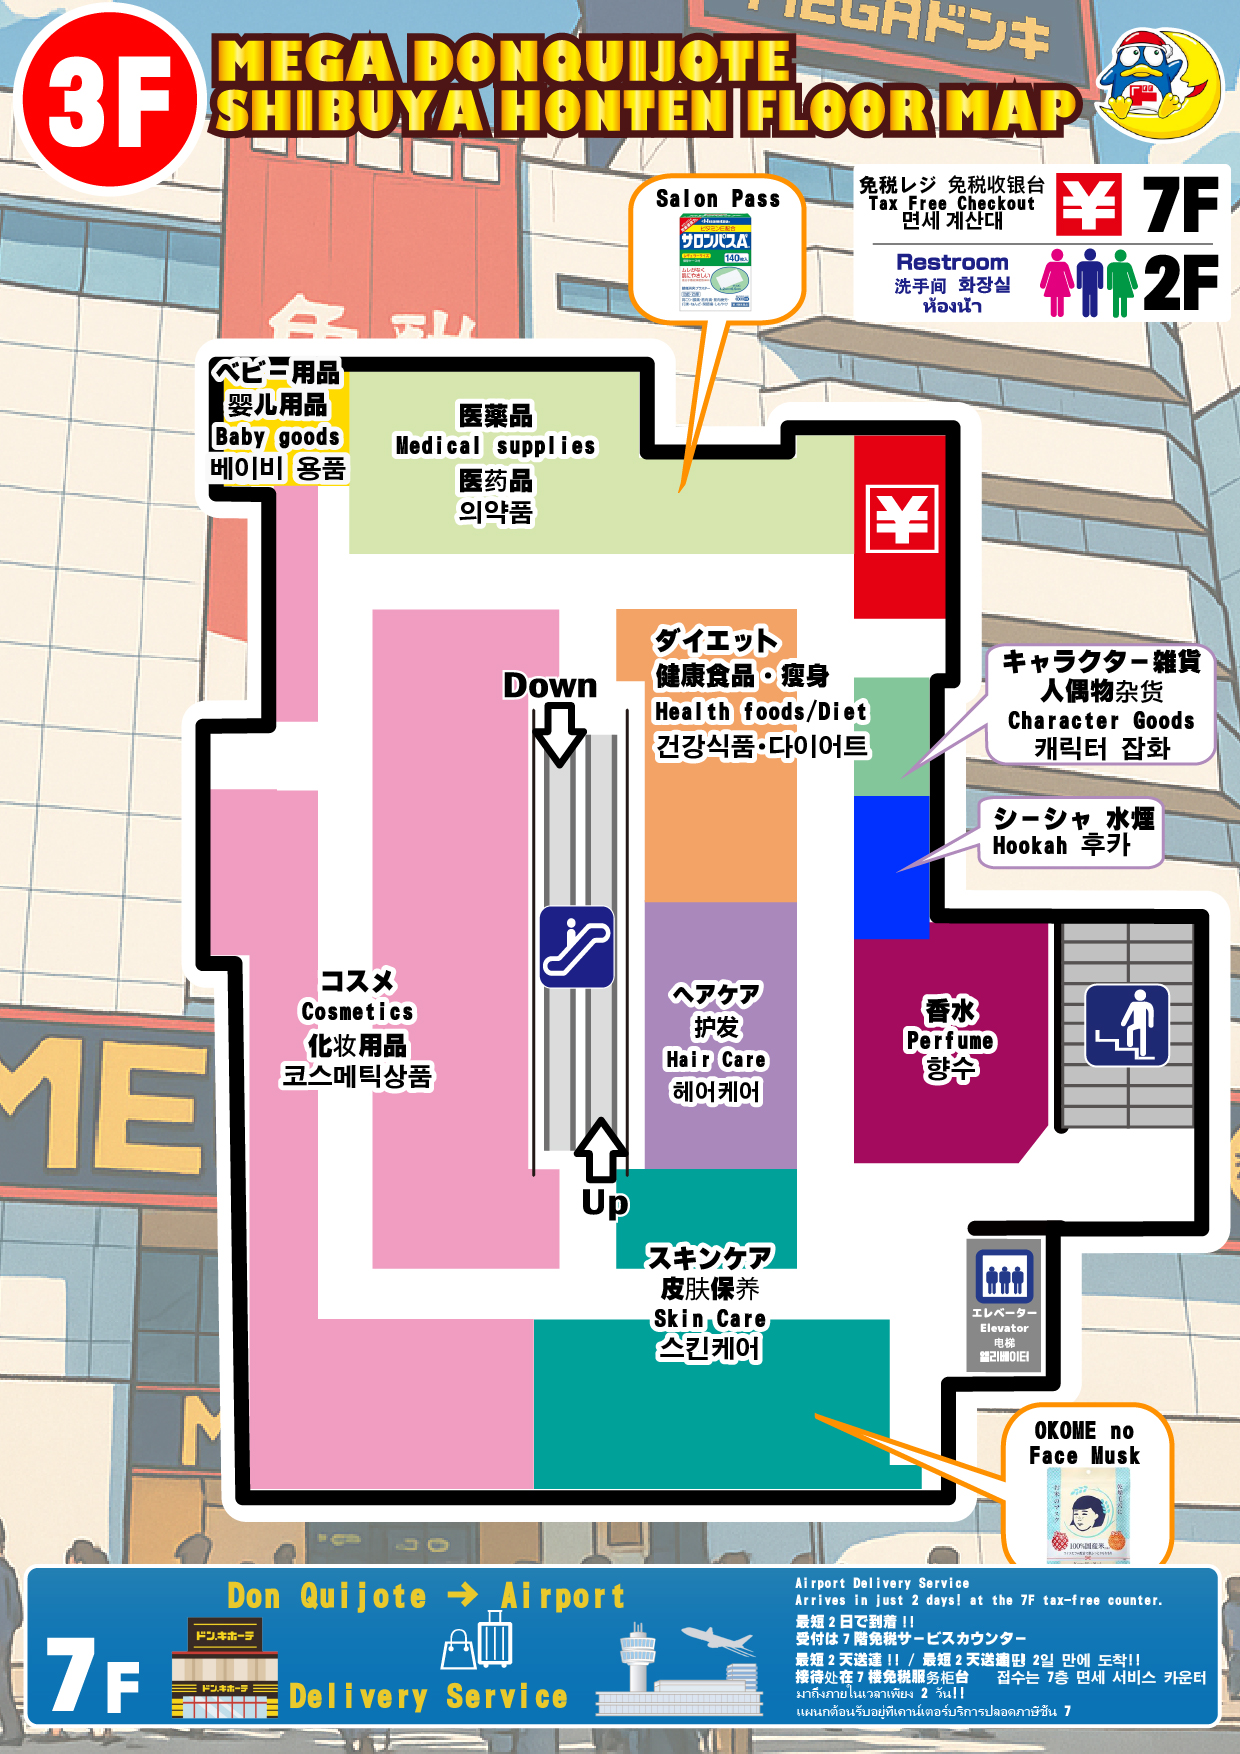 3F
MEGA DONQUIJOTE
SHIBUYA HONTEN FLOOR MAP
MEGAドンキ
免税レジ 免税收银台
Tax Free Checkout
면세 계산대
¥
7F
Restroom
洗手间 화장실
ห้องน้ำ
2F
Salon Pass
サロンパスA
140
免税
ベビー用品
婴儿用品
Baby goods
베이비 용품
医薬品
Medical supplies
医药品
의약품
¥
ダイエット
健康食品・瘦身
Health foods/Diet
건강식품・다이어트
キャラクター雑貨
人偶物杂货
Character Goods
캐릭터 잡화
シーシャ 水煙
Hookah 후카
Down
Up
コスメ
Cosmetics
化妆用品
코스메틱상품
ヘアケア
护发
Hair Care
헤어케어
香水
Perfume
향수
スキンケア
皮肤保养
Skin Care
스킨케어
エレベーター
Elevator
电梯
엘리베이터
OKOME no
Face Musk
100%国産米
ME
M
7F
Don Quijote → Airport
Delivery Service
ドン.キホーテ
ドン.キホーテ
Airport Delivery Service
Arrives in just 2 days! at the 7F tax-free counter.
最短2日で到着!!
受付は7階免税サービスカウンター
最短2天送達!! / 最短2天送達 2일 만에 도착!!
接待处在7楼免税服务柜台 접수는 7층 면세 서비스 카운터
มาถึงภายในเวลาเพียง 2 วัน!!
แผนกต้อนรับอยู่ที่เคาน์เตอร์บริการปลอดภาษีชั้น 7